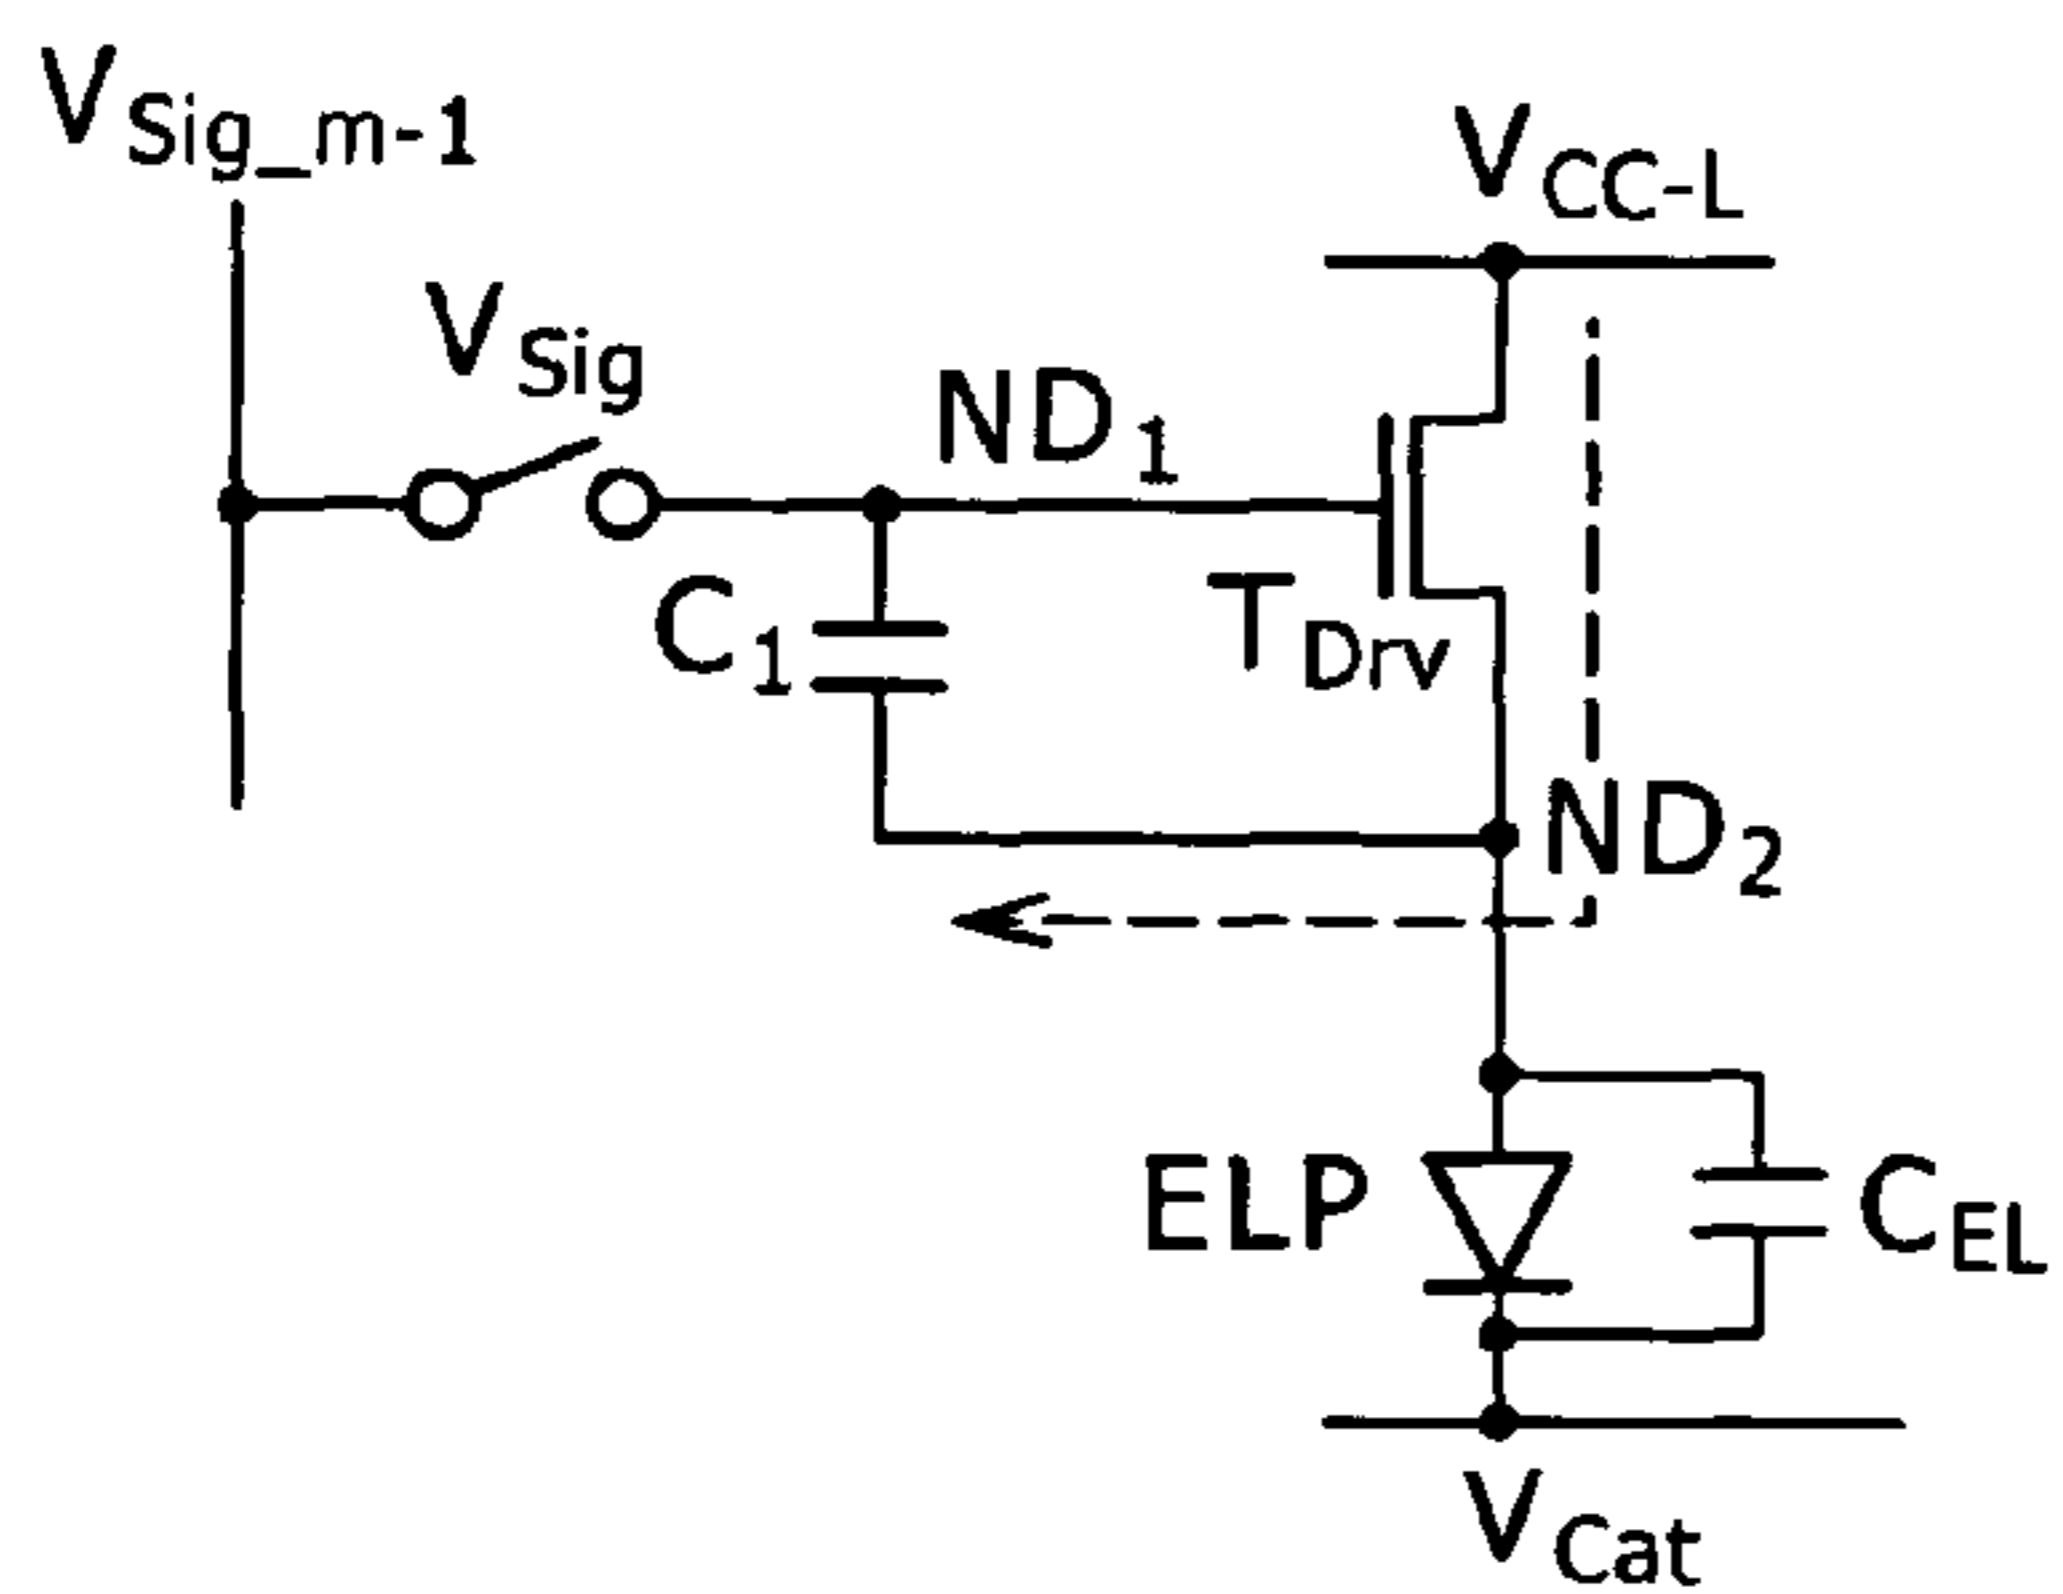 VSig_m-1
VCC-L
VSig
ND1
C1
TDrv
ND2
ELP
CEL
VCat